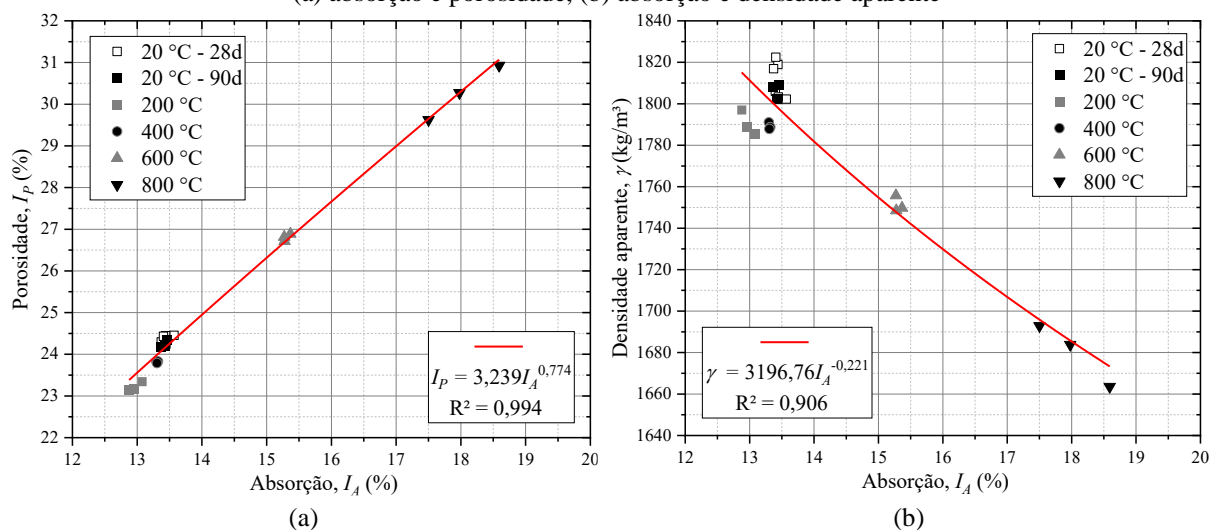 (a) absorção e porosidade; (b) absorção e densidade aparente
31
30
29
28
27
26
25
24
23
22
Porosidade, I_P (%)
20 °C - 28d
20 °C - 90d
200 °C
400 °C
600 °C
800 °C
I_P = 3,239I_A^0,774
R² = 0,994
12 13 14 15 16 17 18 19 20
Absorção, I_A (%)
(a)
1840
1820
1800
1780
1760
1740
1720
1700
1680
1660
1640
Densidade aparente, γ (kg/m³)
20 °C - 28d
20 °C - 90d
200 °C
400 °C
600 °C
800 °C
γ = 3196,76I_A^-0,221
R² = 0,906
12 13 14 15 16 17 18 19 20
Absorção, I_A (%)
(b)